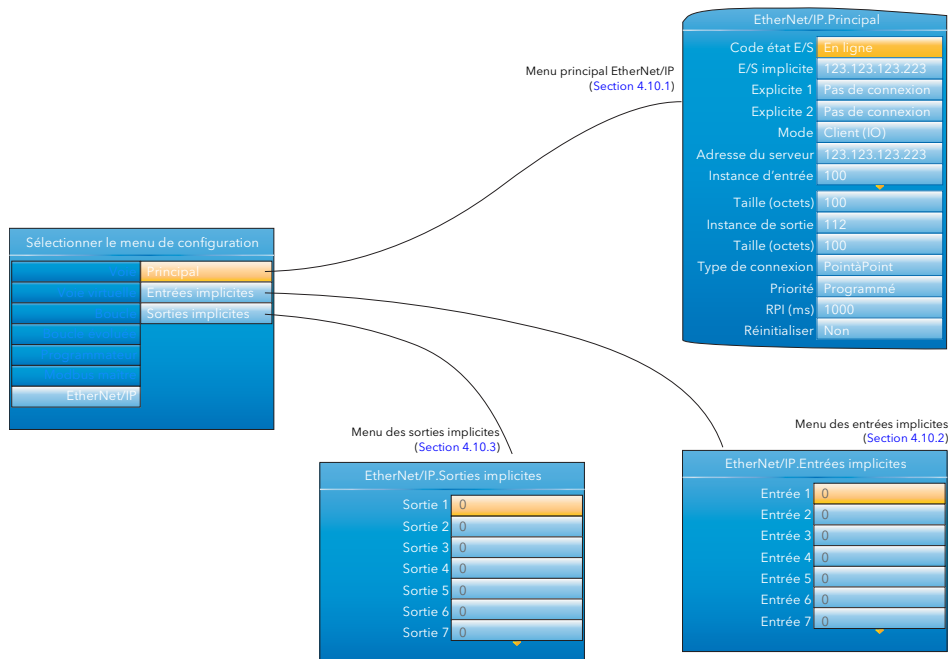 EtherNet/IP.Principal
Code état E/S En ligne
E/S implicite 123.123.123.223
Explicite 1 Pas de connexion
Explicite 2 Pas de connexion
Mode Client (IO)
Adresse du serveur 123.123.123.223
Instance d'entrée 100
Taille (octets) 100
Instance de sortie 112
Taille (octets) 100
Type de connexion PointàPoint
Priorité Programmé
RPI (ms) 1000
Réinitialiser Non
Menu principal EtherNet/IP
(Section 4.10.1)
Sélectionner le menu de configuration
Principal
Entrées implicites
Sorties implicites
EtherNet/IP
Menu des sorties implicites
(Section 4.10.3)
EtherNet/IP.Sorties implicites
Sortie 1 0
Sortie 2 0
Sortie 3 0
Sortie 4 0
Sortie 5 0
Sortie 6 0
Sortie 7 0
Menu des entrées implicites
(Section 4.10.2)
EtherNet/IP.Entrées implicites
Entrée 1 0
Entrée 2 0
Entrée 3 0
Entrée 4 0
Entrée 5 0
Entrée 6 0
Entrée 7 0